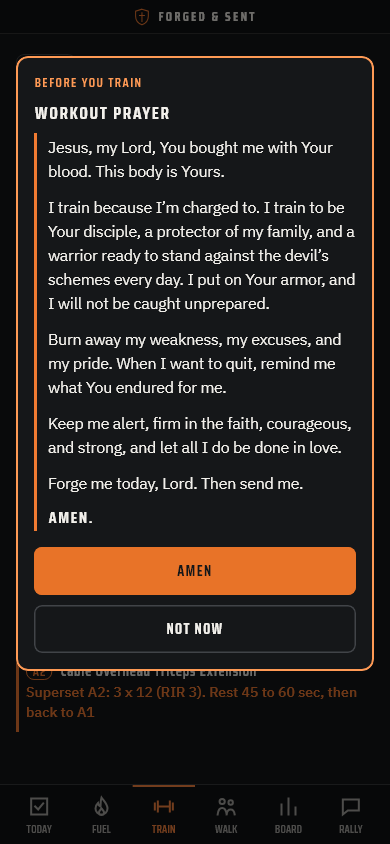 FORGED & SENT
BEFORE YOU TRAIN
WORKOUT PRAYER
Jesus, my Lord, You bought me with Your
blood. This body is Yours.
I train because I'm charged to. I train to be
Your disciple, a protector of my family, and a
warrior ready to stand against the devil's
schemes every day. I put on Your armor, and
I will not be caught unprepared.
Burn away my weakness, my excuses, and
my pride. When I want to quit, remind me
what You endured for me.
Keep me alert, firm in the faith, courageous,
and strong, and let all I do be done in love.
Forge me today, Lord. Then send me.
AMEN.
AMEN
NOT NOW
A2 Cable Overhead Triceps Extension
Superset A2: 3 x 12 (RIR 3). Rest 45 to 60 sec, then
back to A1
TODAY FUEL TRAIN WALK BOARD RALLY